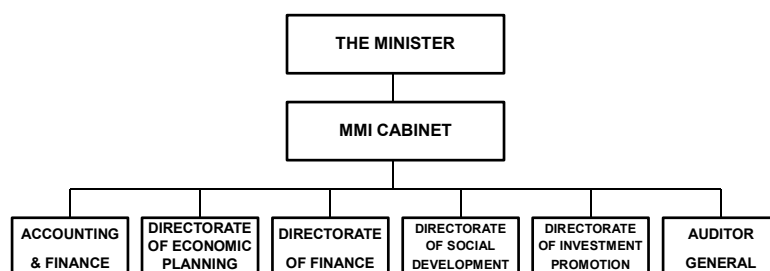 THE MINISTER
MMI CABINET
ACCOUNTING
& FINANCE
DIRECTORATE
OF ECONOMIC
PLANNING
DIRECTORATE
OF FINANCE
DIRECTORATE
OF SOCIAL
DEVELOPMENT
DIRECTORATE
OF INVESTMENT
PROMOTION
AUDITOR
GENERAL